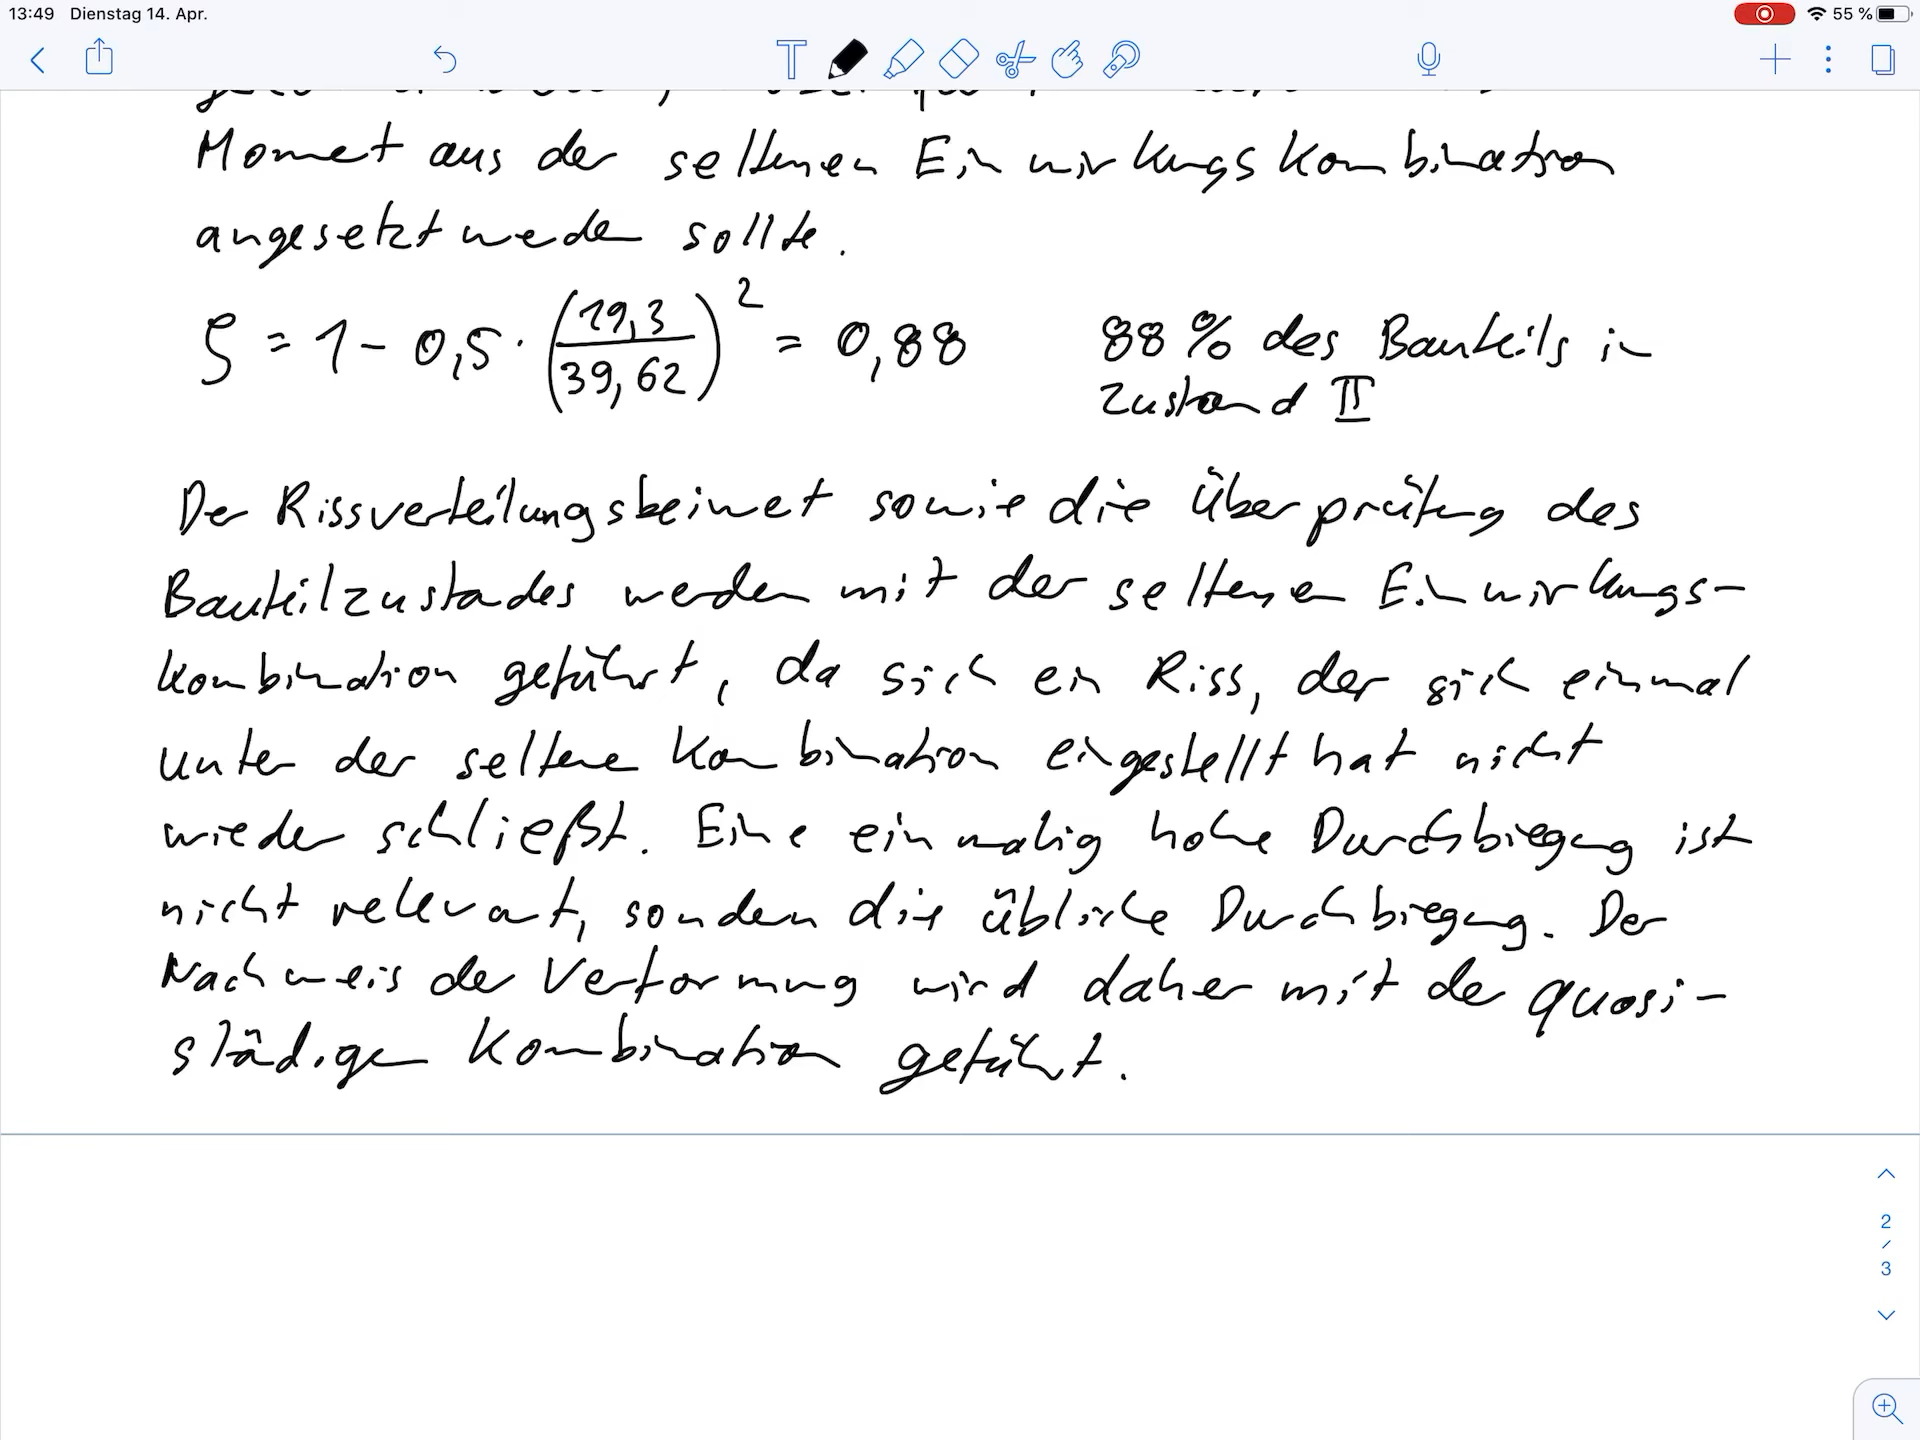 13:49 Dienstag 14. Apr.
55 %
Moment aus der seltenen Einwirkungskombination
angesetzt werden sollte.
ζ = 1 - 0,5 · (19,3 / 39,62)² = 0,88
88 % des Bauteils in
Zustand II
Der Rissverteilungsbeiwet sowie die Überprüfung des
Bauteilzustandes werden mit der seltenen Einwirkungs-
kombination geführt, da sich ein Riss, der sich einmal
unter der seltene Kombination eingestellt hat nicht
wieder schließt. Eine einmalig hohe Durchbiegung ist
nicht relevant, sondern die übliche Durchbiegung. Der
Nachweis der Verformung wird daher mit der quasi-
ständigen Kombination geführt.
2
/
3